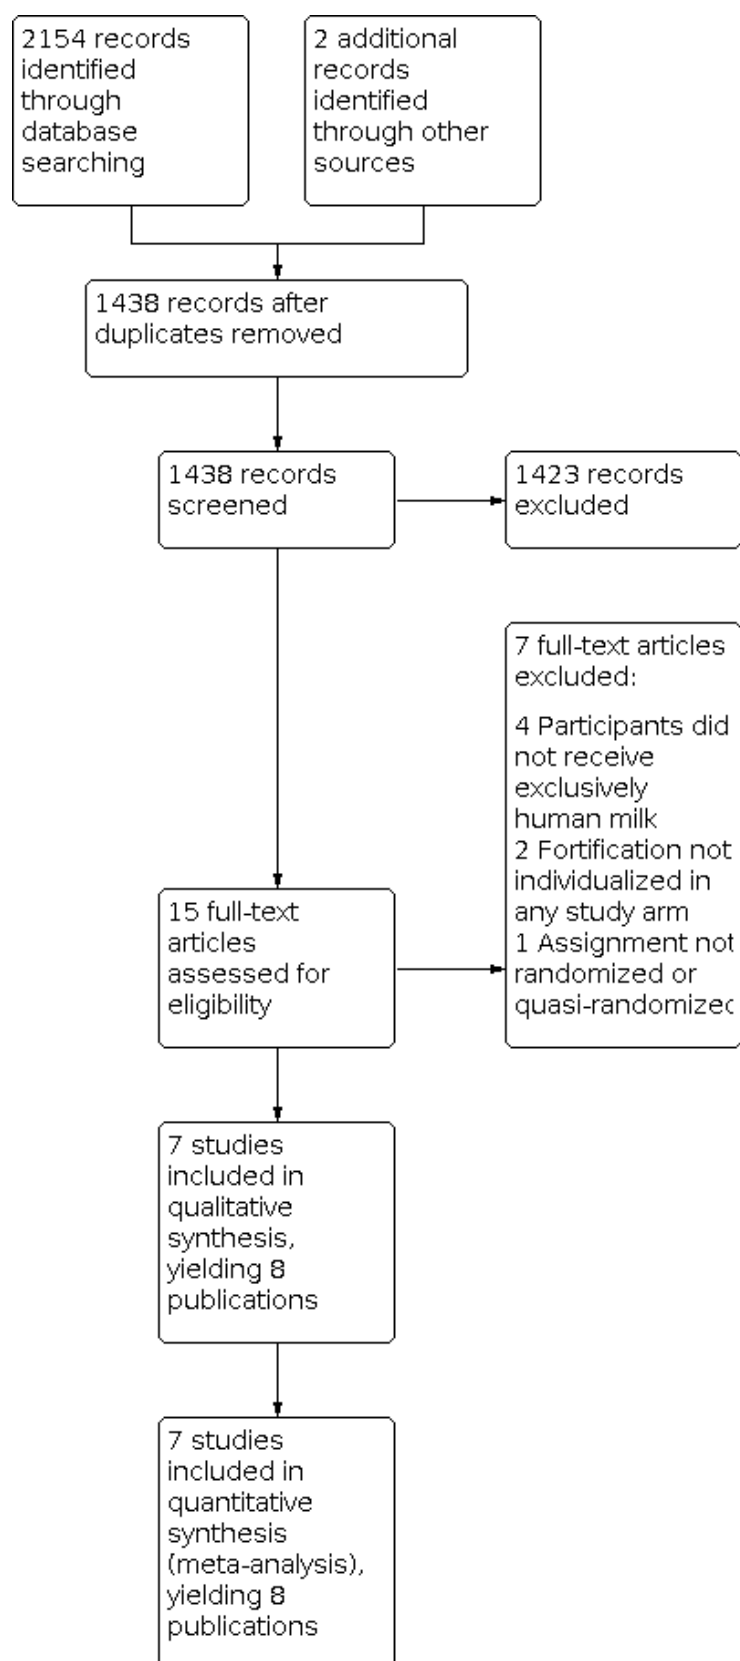 2154 records
identified
through
database
searching
2 additional
records
identified
through other
sources
1438 records after
duplicates removed
1438 records
screened
1423 records
excluded
7 full-text articles
excluded:
4 Participants did
not receive
exclusively
human milk
2 Fortification not
individualized in
any study arm
1 Assignment not
randomized or
quasi-randomized
15 full-text
articles
assessed for
eligibility
7 studies
included in
qualitative
synthesis,
yielding 8
publications
7 studies
included in
quantitative
synthesis
(meta-analysis),
yielding 8
publications